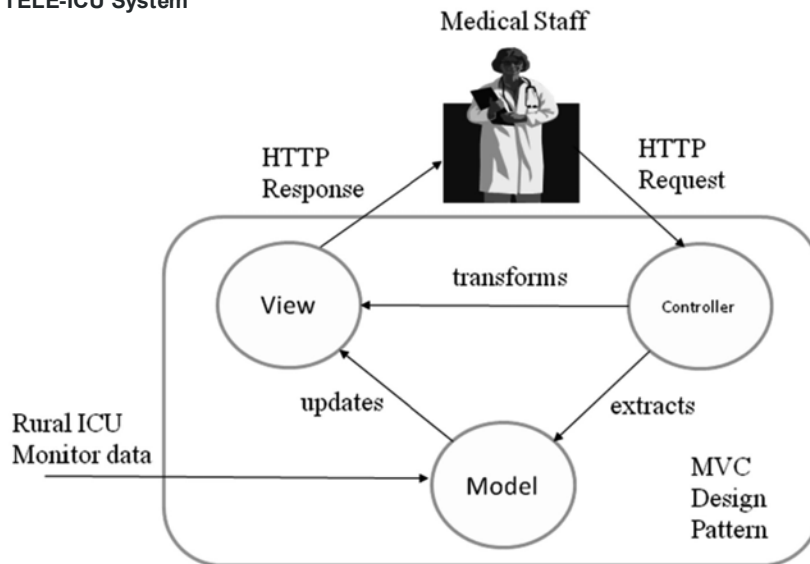 TELE-ICU System
Medical Staff
HTTP
Response
HTTP
Request
transforms
View
Controller
updates
extracts
Rural ICU
Monitor data
Model
MVC
Design
Pattern